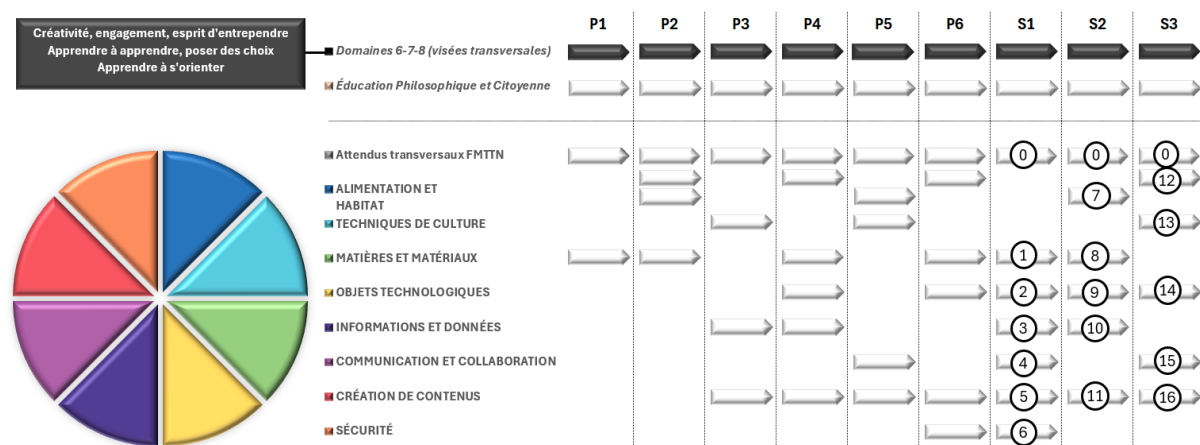 Créativité, engagement, esprit d'entrependre
Apprendre à apprendre, poser des choix
Apprendre à s'orienter
P1 P2 P3 P4 P5 P6 S1 S2 S3
Domaines 6-7-8 (visées transversales)
Éducation Philosophique et Citoyenne
Attendus transversaux FMTTN 0 0 0
12
ALIMENTATION ET
HABITAT 7
TECHNIQUES DE CULTURE 13
MATIÈRES ET MATÉRIAUX 1 8
OBJETS TECHNOLOGIQUES 2 9 14
INFORMATIONS ET DONNÉES 3 10
COMMUNICATION ET COLLABORATION 4 15
CRÉATION DE CONTENUS 5 11 16
SÉCURITÉ 6